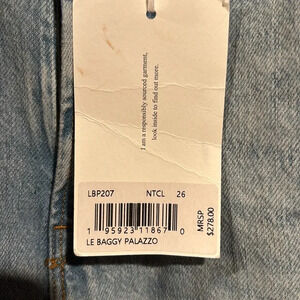 I am a responsibly sourced garment,
look inside to find out more.
LBP207 NTCL 26
1 95923 11867 0
LE BAGGY PALAZZO
MRSP
$278.00